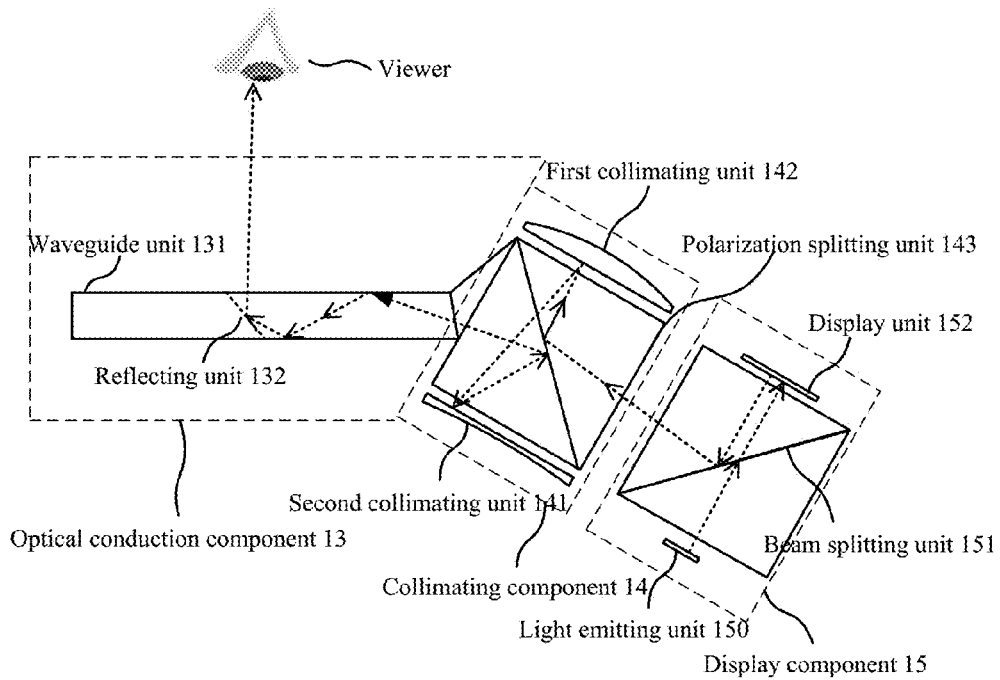 Viewer
First collimating unit 142
Waveguide unit 131
Polarization splitting unit 143
Display unit 152
Reflecting unit 132
Second collimating unit 141
Optical conduction component 13
Beam splitting unit 151
Collimating component 14
Light emitting unit 150
Display component 15